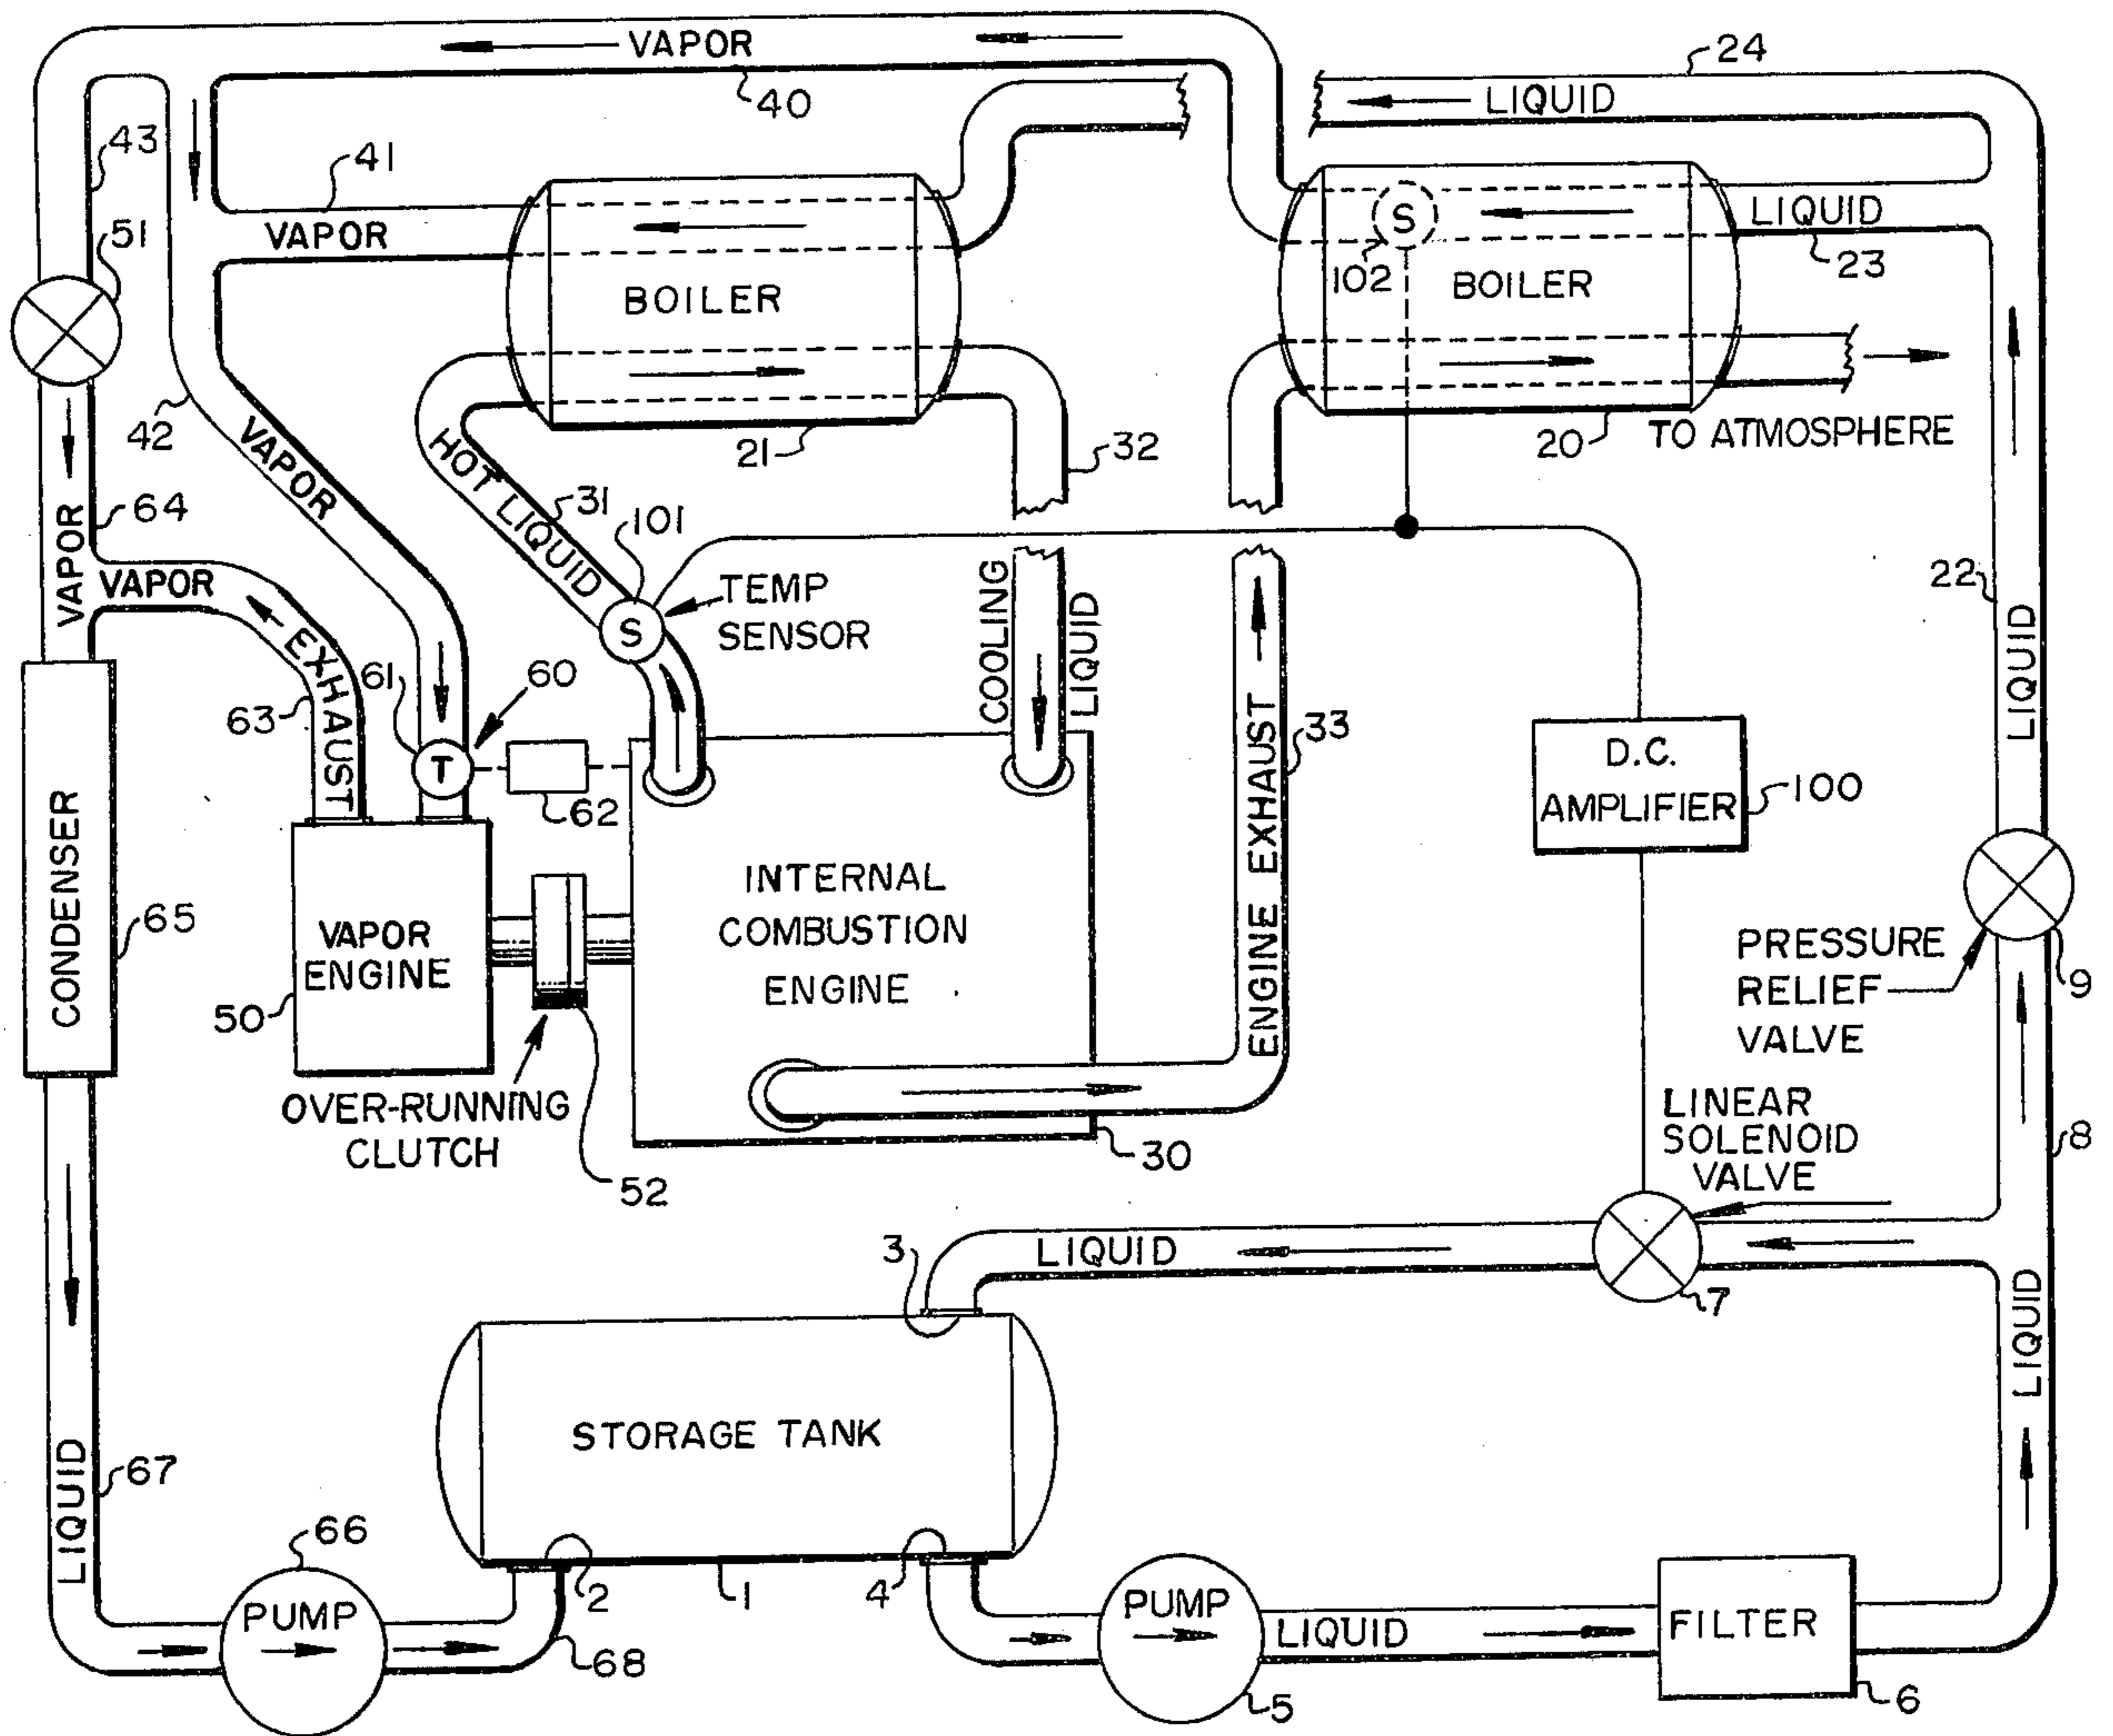 VAPOR
24
40
LIQUID
43
41
VAPOR
S
LIQUID
51
102
23
BOILER
BOILER
42
VAPOR
21
32
20
TO ATMOSPHERE
HOT LIQUID
31
64
101
VAPOR
VAPOR
TEMP
SENSOR
S
COOLING
LIQUID
22
LIQUID
EXHAUST
61
60
63
T
62
ENGINE EXHAUST
33
D.C.
AMPLIFIER
100
CONDENSER
65
VAPOR
ENGINE
50
INTERNAL
COMBUSTION
ENGINE
PRESSURE
RELIEF
VALVE
9
OVER-RUNNING
CLUTCH
52
30
LINEAR
SOLENOID
VALVE
8
3
LIQUID
7
LIQUID
STORAGE TANK
67
LIQUID
66
PUMP
2
1
4
68
PUMP
5
LIQUID
FILTER
6